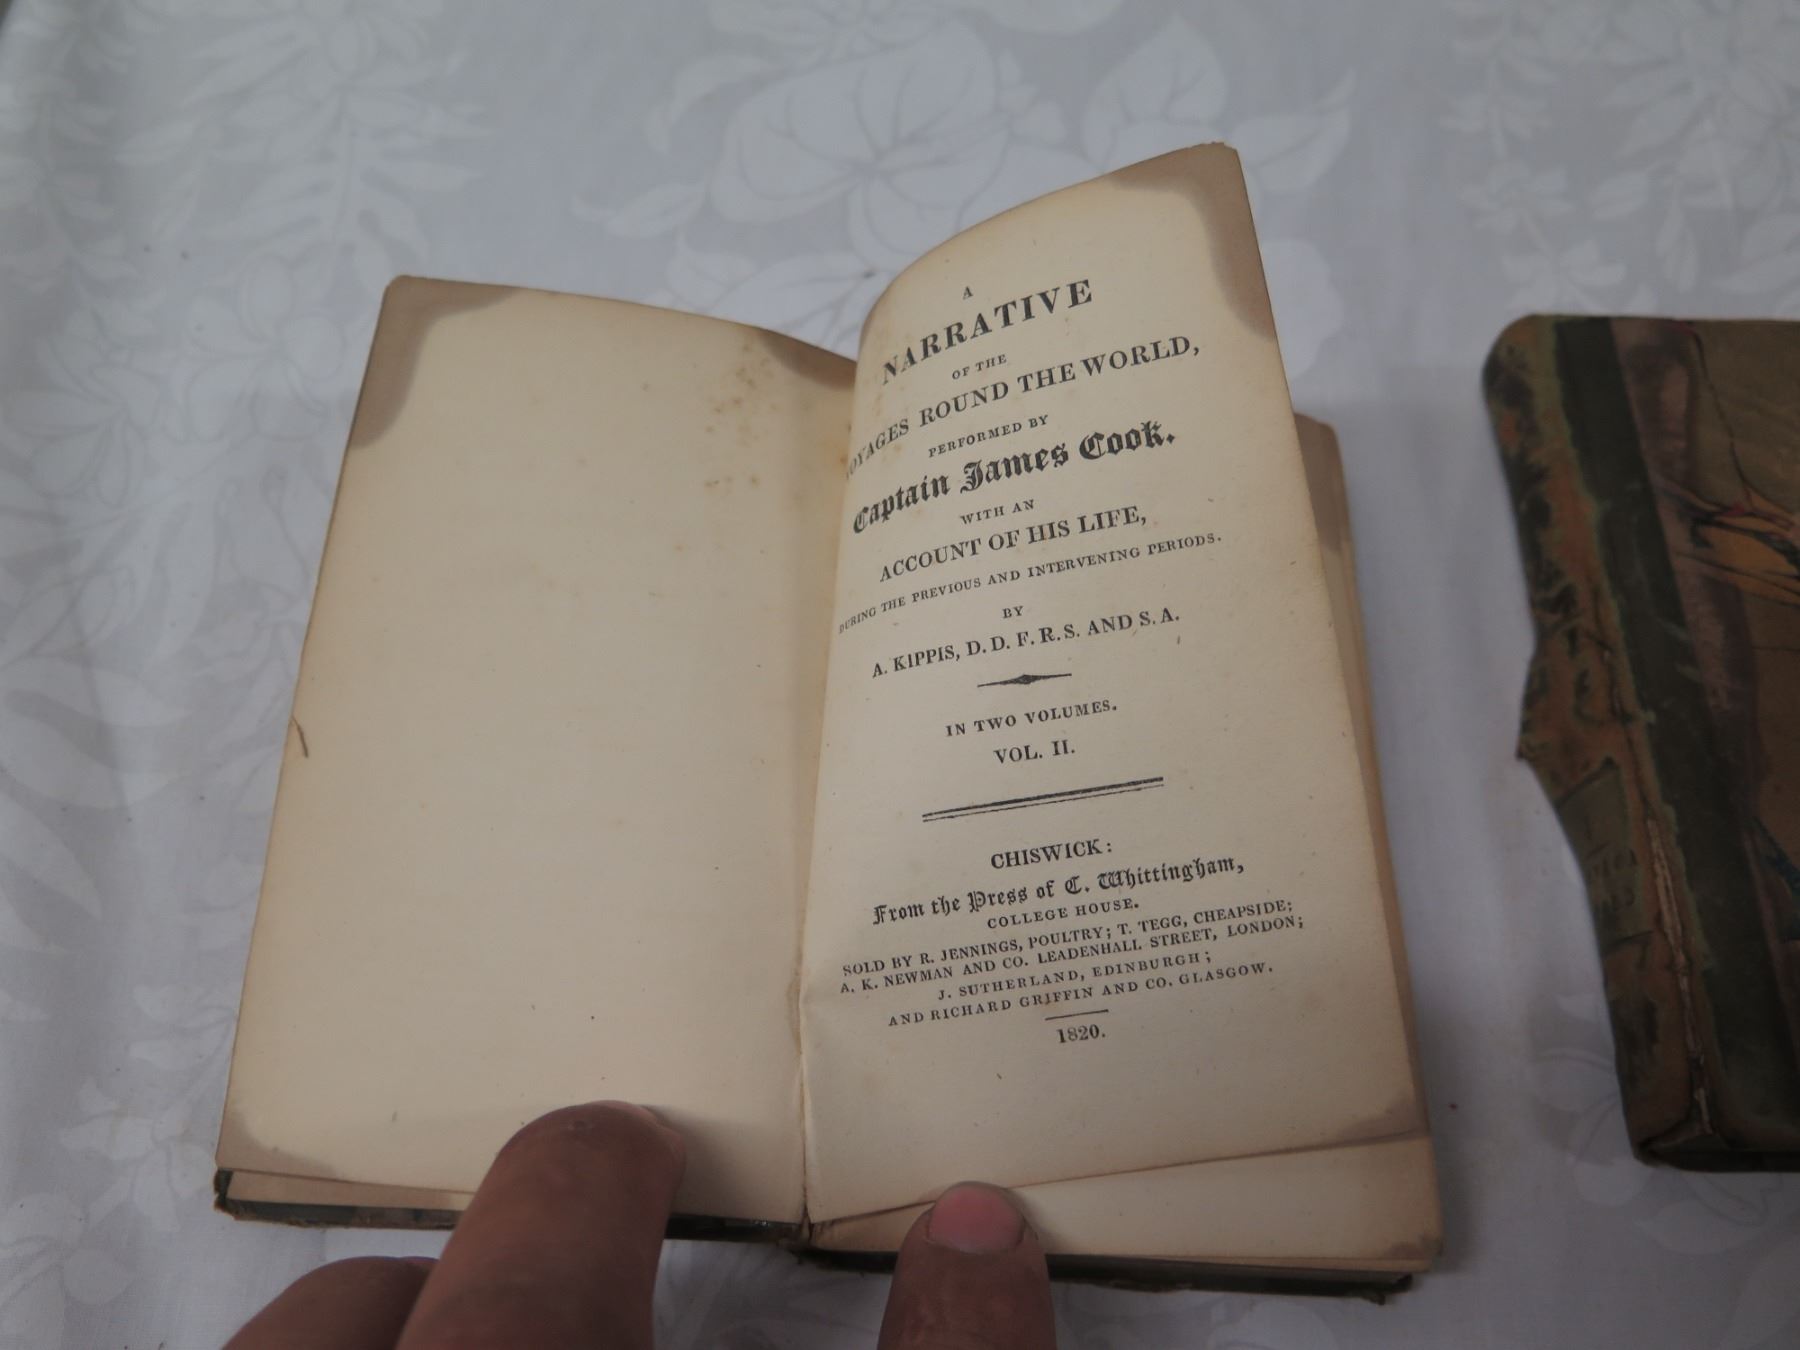 A
NARRATIVE
OF THE
VOYAGES ROUND THE WORLD,
PERFORMED BY
Captain James Cook.
WITH AN
ACCOUNT OF HIS LIFE,
DURING THE PREVIOUS AND INTERVENING PERIODS.
BY
A. KIPPIS, D. D. F. R. S. AND S. A.
IN TWO VOLUMES.
VOL. II.
CHISWICK:
From the Press of C. Whittingham,
COLLEGE HOUSE.
SOLD BY R. JENNINGS, POULTRY; T. TEGG, CHEAPSIDE;
A. K. NEWMAN AND CO. LEADENHALL STREET, LONDON;
J. SUTHERLAND, EDINBURGH;
AND RICHARD GRIFFIN AND CO. GLASGOW.
1820.